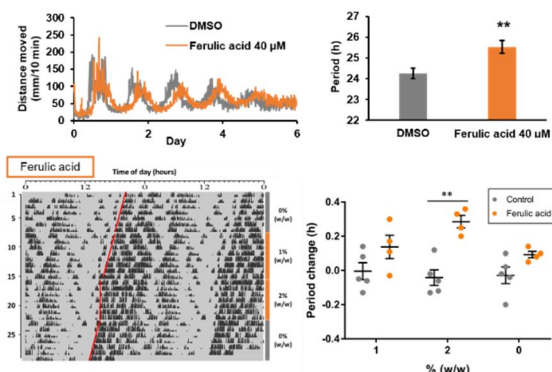 DMSO
Ferulic acid 40 μM
Distance moved
(mm/10 min)
300
250
200
150
100
50
0
0 2 4 6
Day
**
Period (h)
26
25
24
23
22
DMSO Ferulic acid 40 μM
Ferulic acid
Time of day (hours)
0 12 0 12 0
1
5
10
15
20
25
0%
(w/w)
1%
(w/w)
2%
(w/w)
0%
(w/w)
Period change (h)
0.4
0.2
0.0
-0.2
-0.4
**
Control
Ferulic acid
1 2 0
% (w/w)